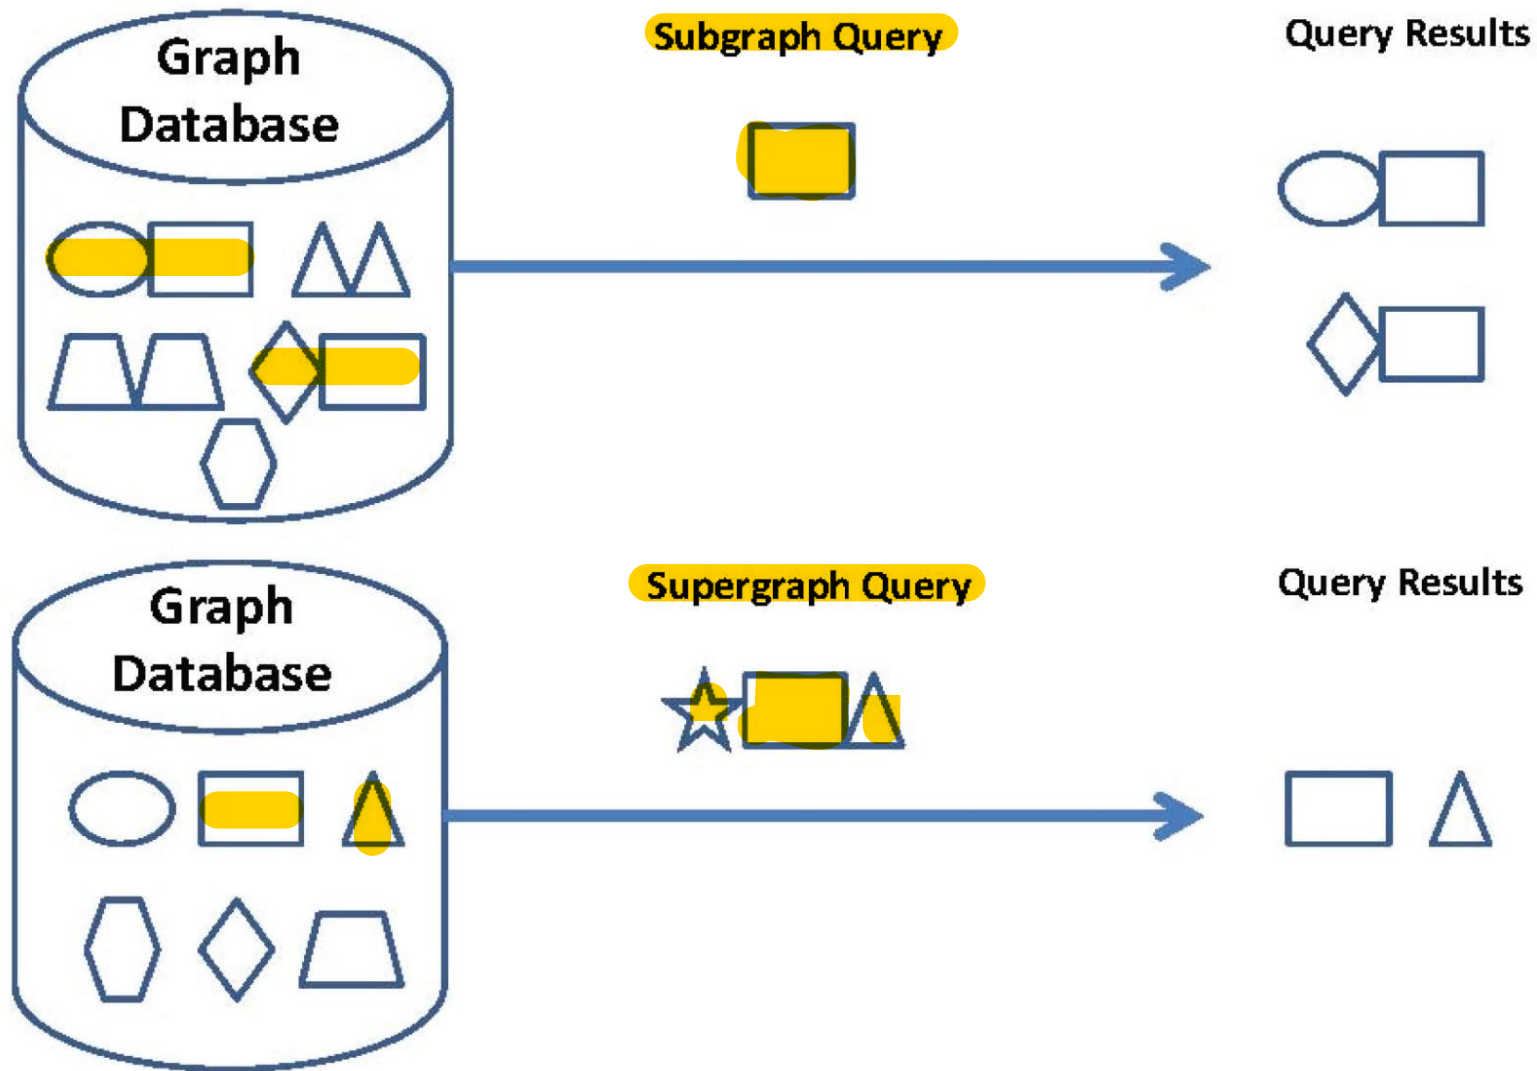 Graph
Database
Subgraph Query
Query Results
Graph
Database
Supergraph Query
Query Results